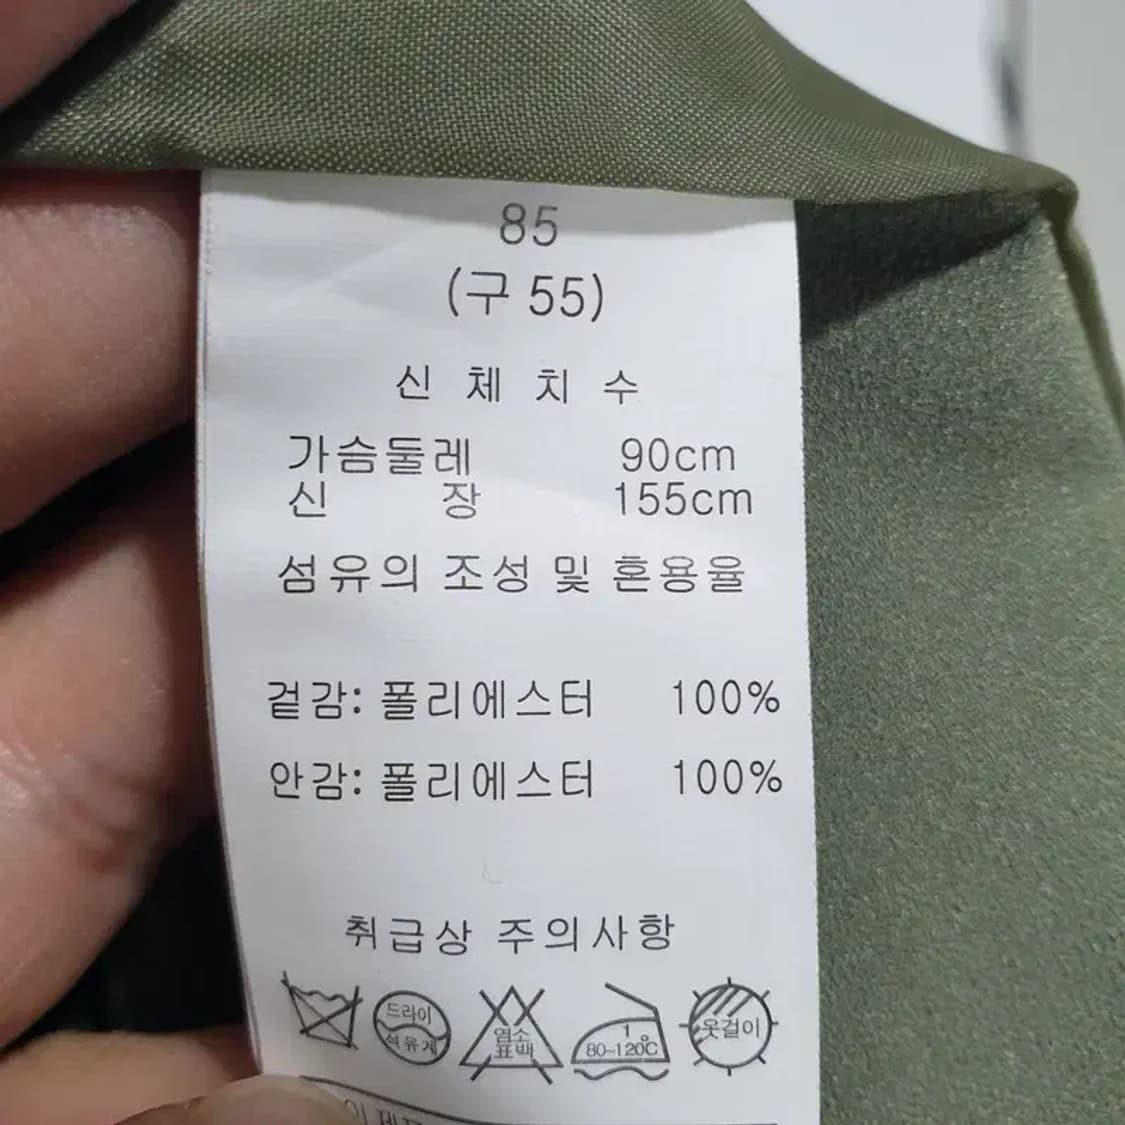 85
(구 55)
신 체 치 수
가슴둘레 90cm
신 장 155cm
섬유의 조성 및 혼용율
겉감: 폴리에스터 100%
안감: 폴리에스터 100%
취급상 주의사항
드라이
석유계
염소
표백
1
80~120℃
옷걸이